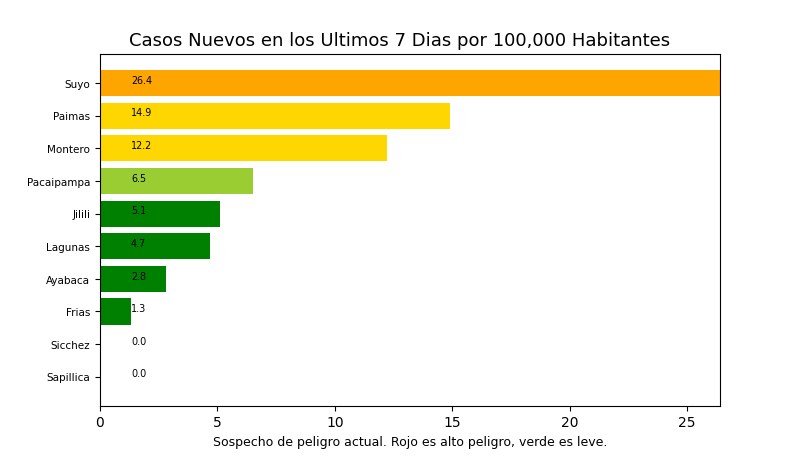 Casos Nuevos en los Ultimos 7 Dias por 100,000 Habitantes
Suyo 26.4
Paimas 14.9
Montero 12.2
Pacaipampa 6.5
Jilili 5.1
Lagunas 4.7
Ayabaca 2.8
Frias 1.3
Sicchez 0.0
Sapillica 0.0
0 5 10 15 20 25
Sospecho de peligro actual. Rojo es alto peligro, verde es leve.